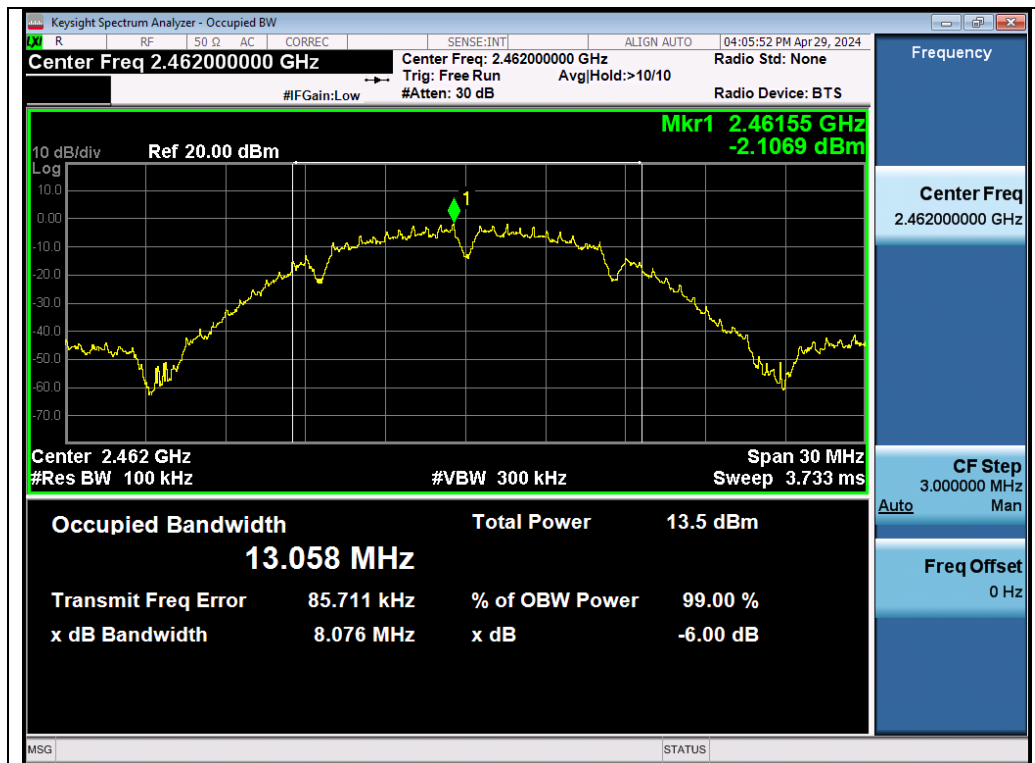 Keysight Spectrum Analyzer - Occupied BW
LXI R RF 50 Ω AC CORREC SENSE:INT ALIGN AUTO 04:05:52 PM Apr 29, 2024
Center Freq 2.462000000 GHz
Center Freq: 2.462000000 GHz Radio Std: None
Trig: Free Run Avg|Hold:>10/10
#IFGain:Low #Atten: 30 dB Radio Device: BTS
Mkr1 2.46155 GHz
-2.1069 dBm
10 dB/div Ref 20.00 dBm
Log
10.0
0.00
-10.0
-20.0
-30.0
-40.0
-50.0
-60.0
-70.0
1
Center 2.462 GHz Span 30 MHz
#Res BW 100 kHz #VBW 300 kHz Sweep 3.733 ms
Occupied Bandwidth Total Power 13.5 dBm
13.058 MHz
Transmit Freq Error 85.711 kHz % of OBW Power 99.00 %
x dB Bandwidth 8.076 MHz x dB -6.00 dB
MSG STATUS
Frequency
Center Freq
2.462000000 GHz
CF Step
3.000000 MHz
Auto Man
Freq Offset
0 Hz